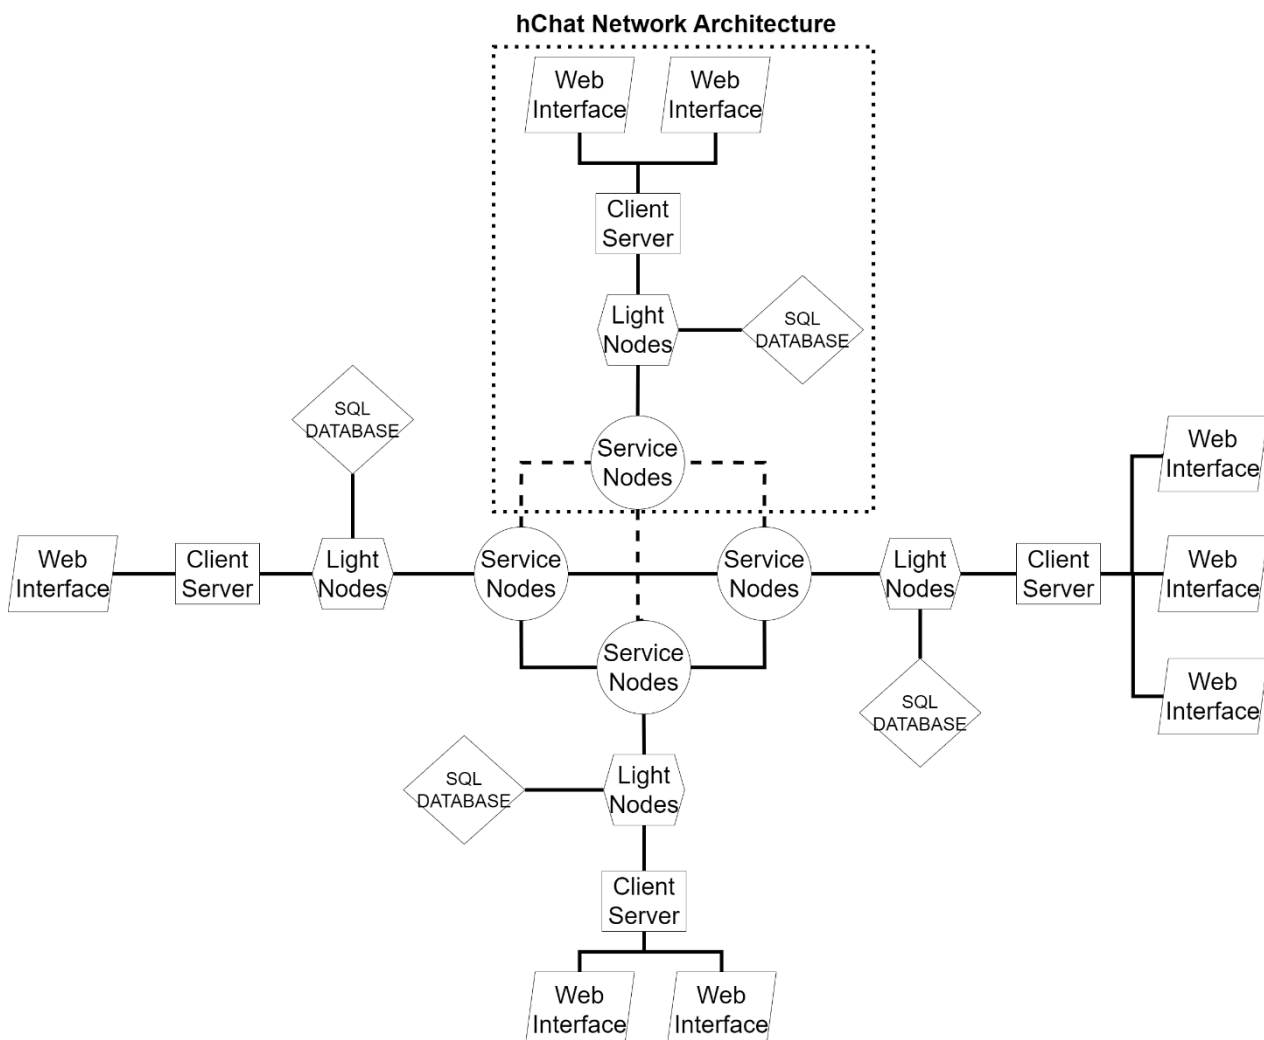 hChat Network Architecture
Web
Interface
Web
Interface
Client
Server
Light
Nodes
SQL
DATABASE
SQL
DATABASE
Service
Nodes
Web
Interface
Web
Interface
Client
Server
Light
Nodes
Service
Nodes
Service
Nodes
Light
Nodes
Client
Server
Web
Interface
Service
Nodes
Web
Interface
SQL
DATABASE
SQL
DATABASE
Light
Nodes
Client
Server
Web
Interface
Web
Interface